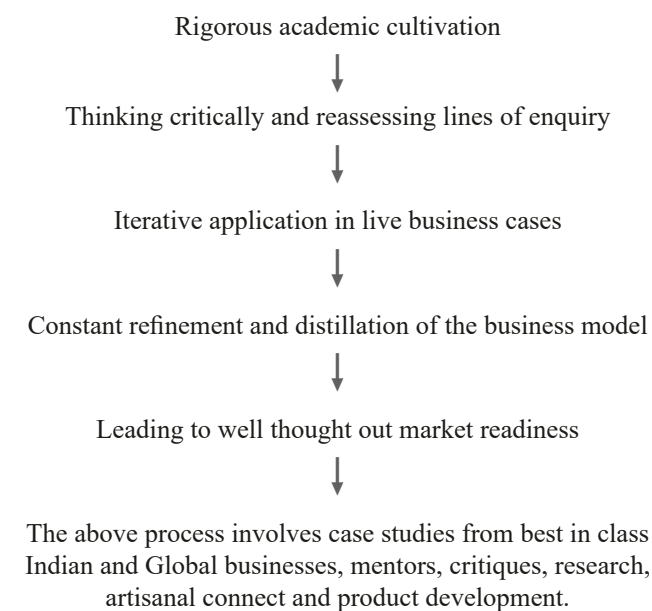 Rigorous academic cultivation
Thinking critically and reassessing lines of enquiry
Iterative application in live business cases
Constant refinement and distillation of the business model
Leading to well thought out market readiness
The above process involves case studies from best in class
Indian and Global businesses, mentors, critiques, research,
artisanal connect and product development.